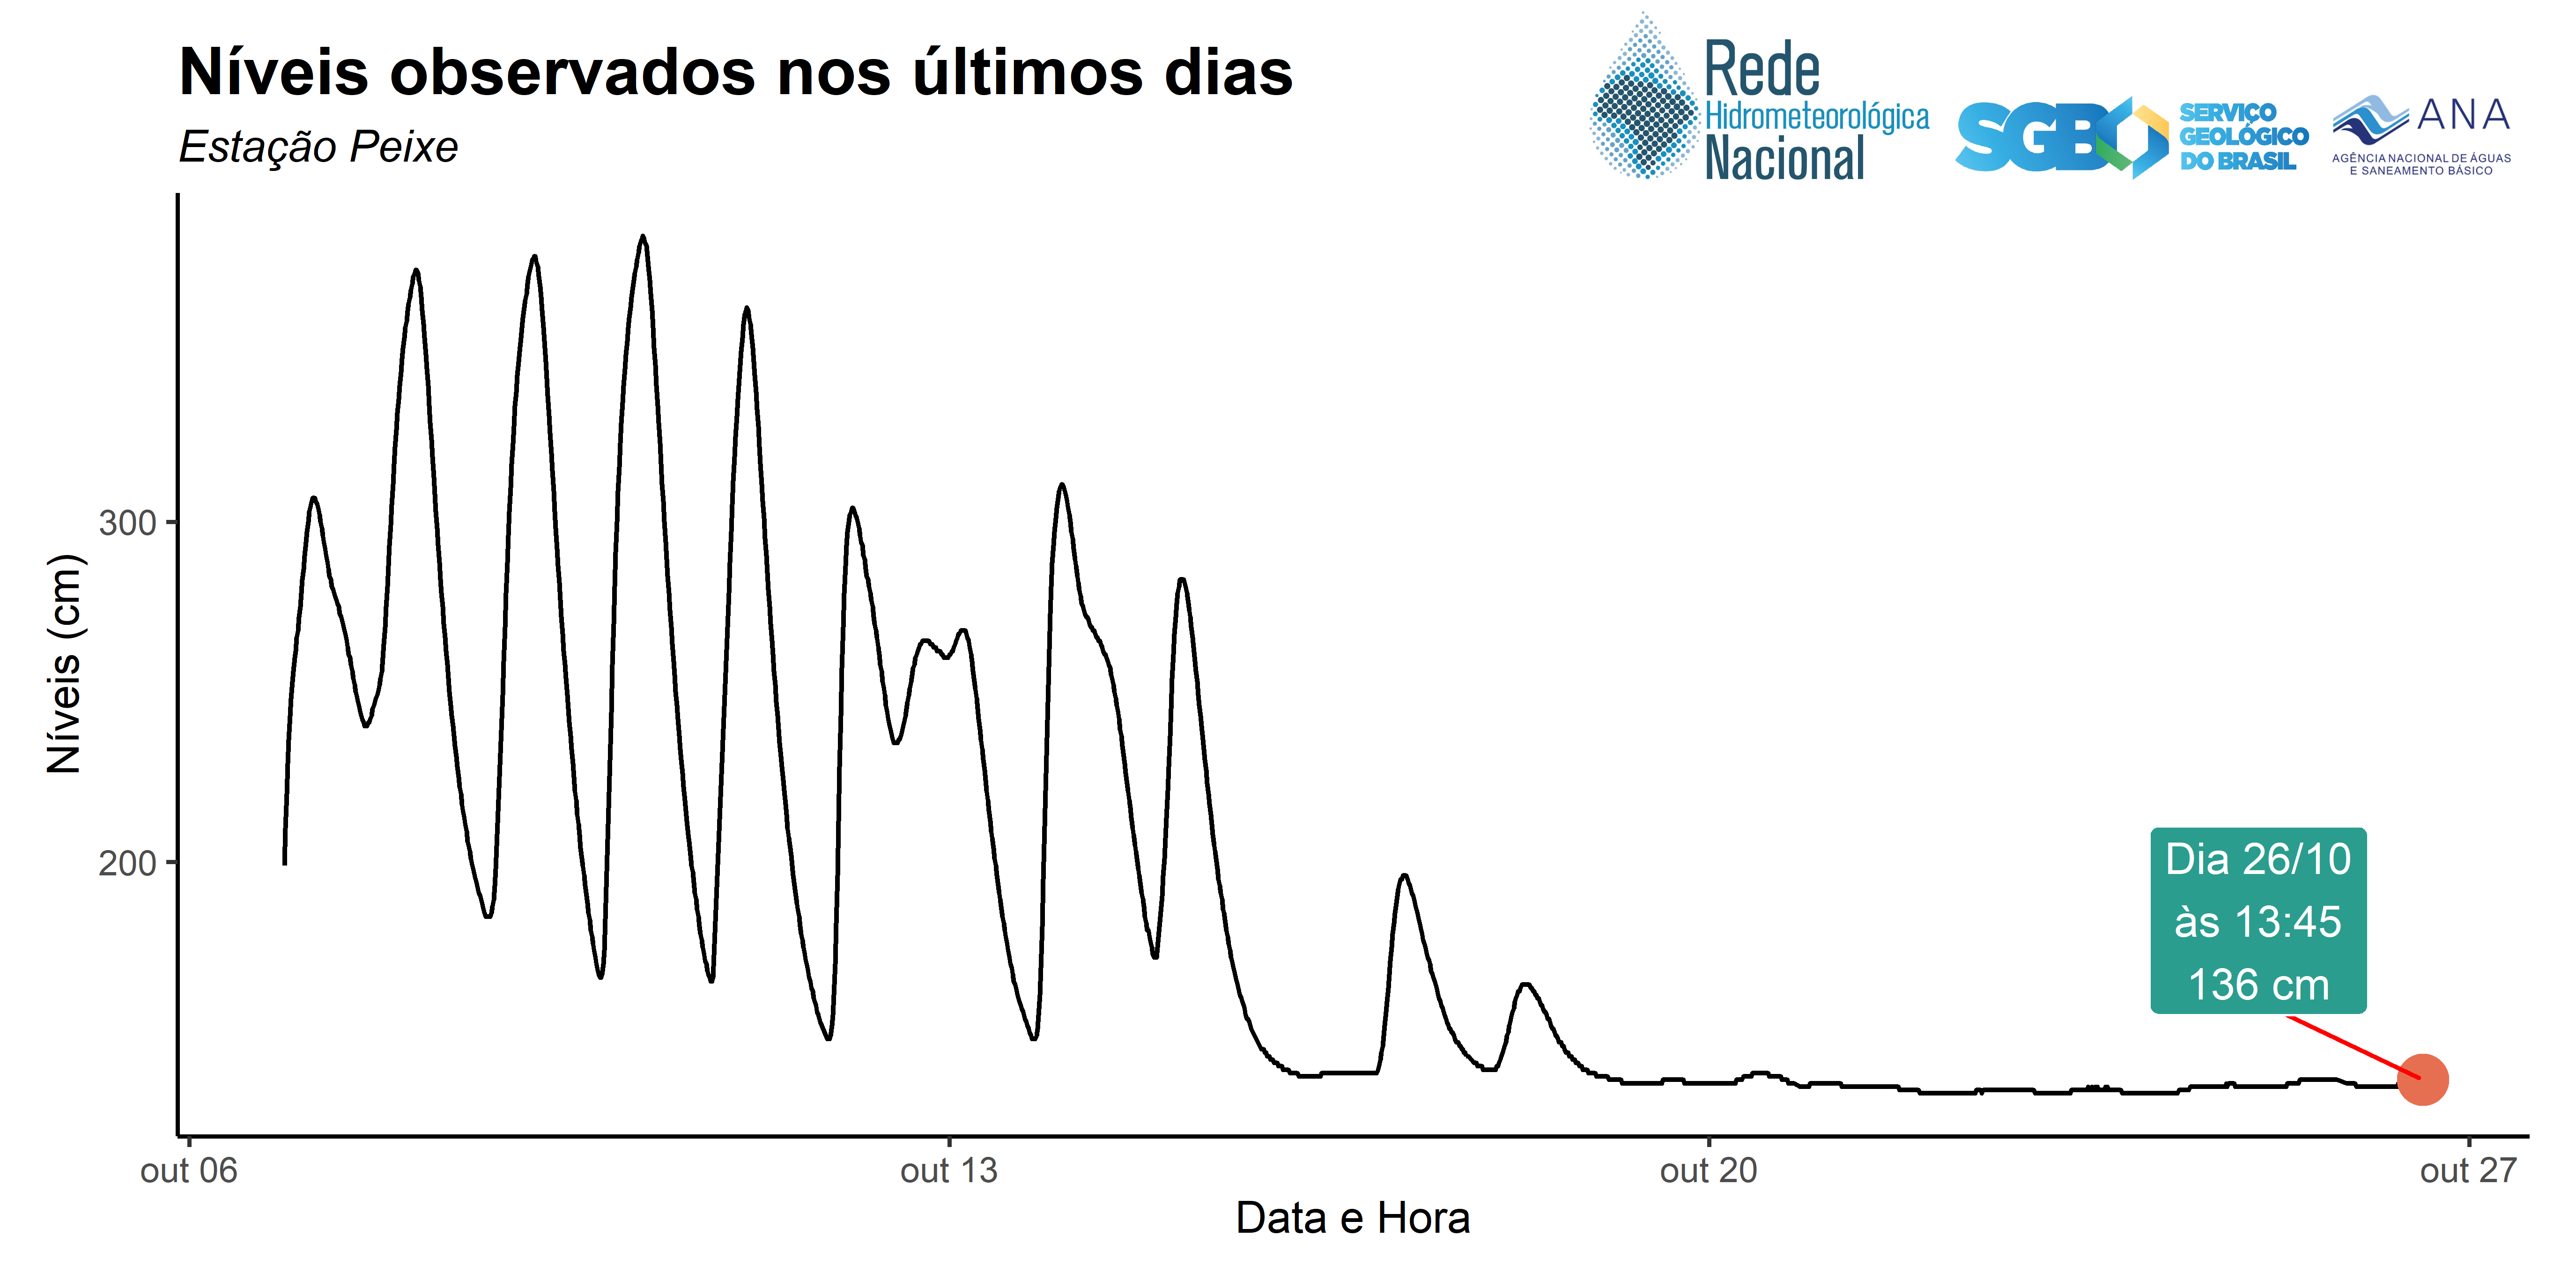 Níveis observados nos últimos dias
Estação Peixe
Rede
Hidrometeorológica
Nacional
SGB
SERVIÇO
GEOLÓGICO
DO BRASIL
ANA
AGÊNCIA NACIONAL DE ÁGUAS
E SANEAMENTO BÁSICO
Níveis (cm)
300
200
Dia 26/10
às 13:45
136 cm
out 06
out 13
out 20
out 27
Data e Hora